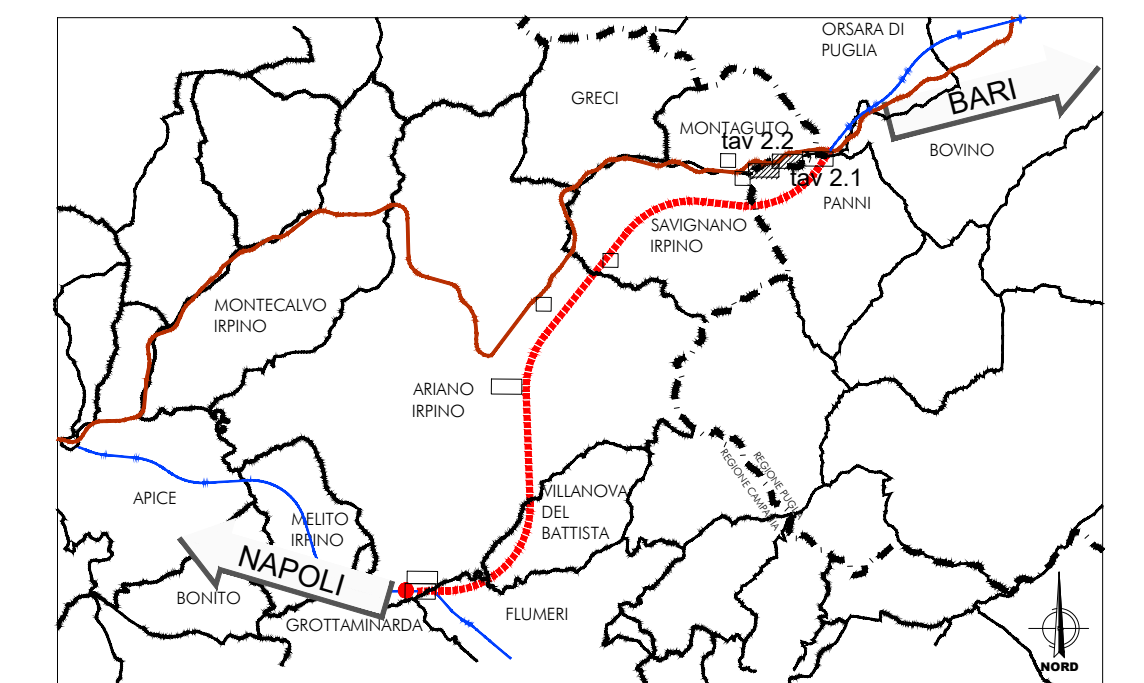 ORSARA DI
PUGLIA
BARI
GRECI
MONTAGUTO
tav 2.2
BOVINO
tav 2.1
PANNI
SAVIGNANO
IRPINO
MONTECALVO
IRPINO
ARIANO
IRPINO
REGIONE PUGLIA
REGIONE CAMPANIA
APICE
VILLANOVA
DEL
BATTISTA
MELITO
IRPINO
NAPOLI
BONITO
GROTTAMINARDA
FLUMERI
NORD